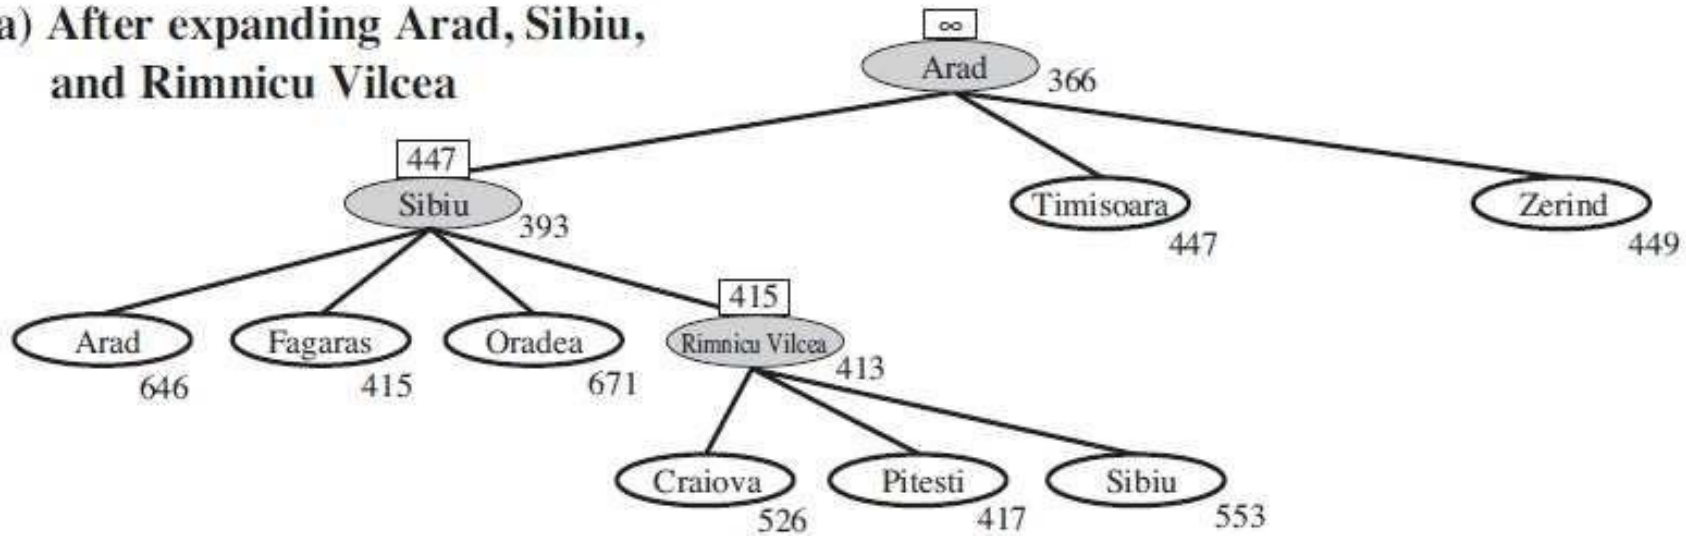 a) After expanding Arad, Sibiu,
and Rimnicu Vilcea
∞
Arad
366
447
Sibiu
393
Timisoara
447
Zerind
449
Arad
646
Fagaras
415
Oradea
671
415
Rimnicu Vilcea
413
Craiova
526
Pitesti
417
Sibiu
553